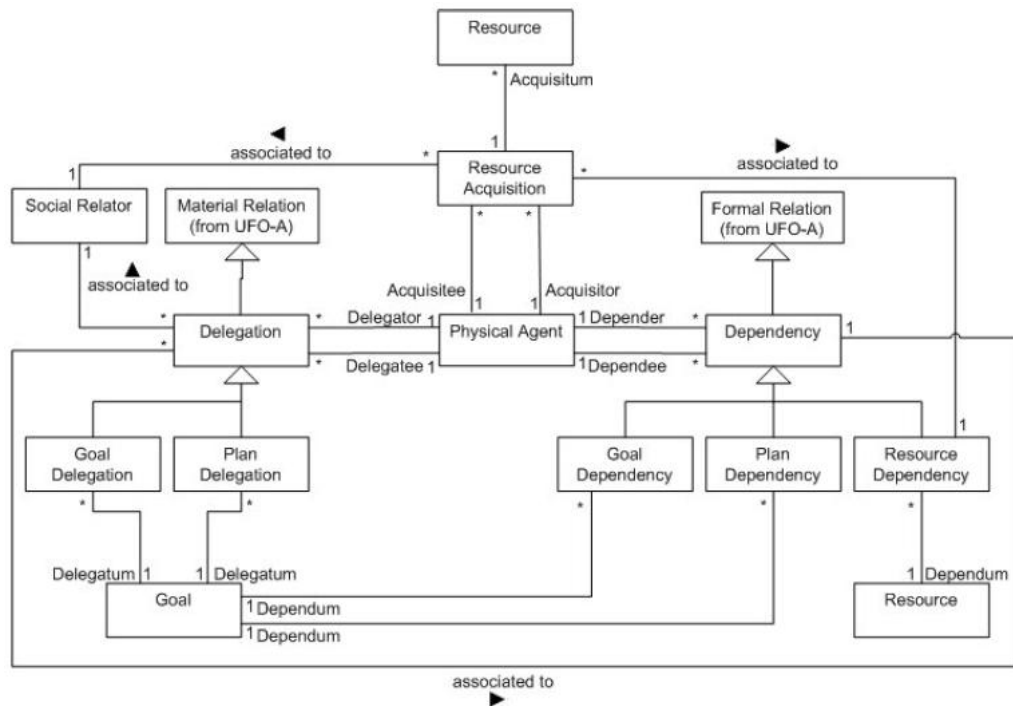 Resource
* Acquisitum
1
◀
associated to
*
1
Resource
Acquisition
*
▶
associated to
Social Relator
Material Relation
(from UFO-A)
* *
Formal Relation
(from UFO-A)
1
▲
associated to
Acquisitee 1
1 Acquisitor
*
Delegation
*
Delegator 1
Physical Agent
1 Depender *
Dependency
1
*
*
Delegatee 1
1 Dependee *
1
Goal
Delegation
Plan
Delegation
Goal
Dependency
Plan
Dependency
Resource
Dependency
* * * * *
Delegatum 1
1 Delegatum
1 Dependum
Goal
1 Dependum
1 Dependum
Resource
associated to
▶